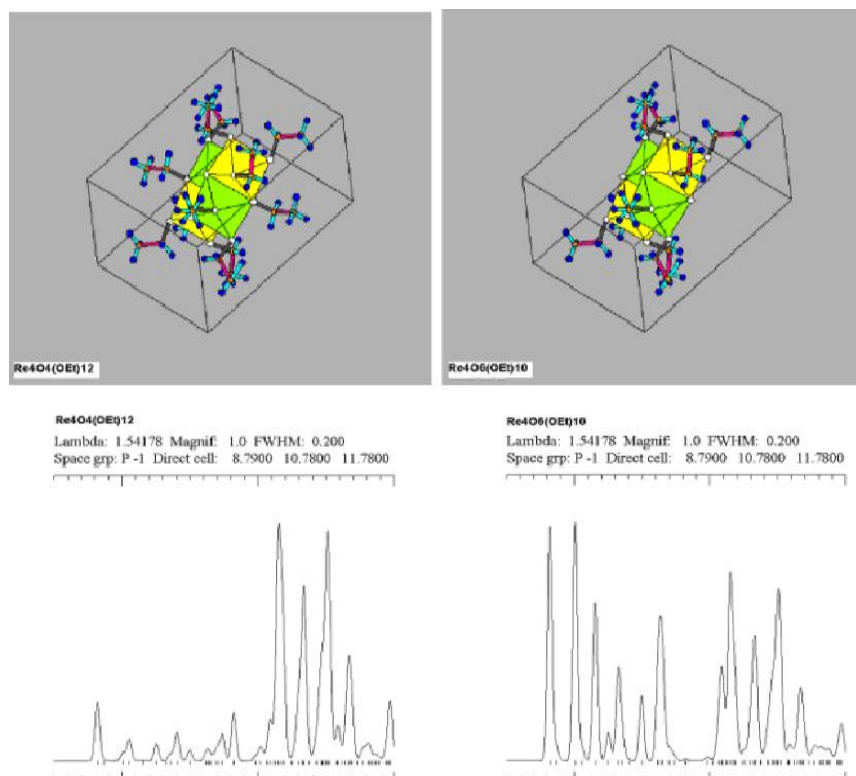 Re4O4(OEt)12
Re4O6(OEt)10
Re4O4(OEt)12
Lambda: 1.54178 Magnif: 1.0 FWHM: 0.200
Space grp: P -1 Direct cell: 8.7900 10.7800 11.7800
Re4O6(OEt)10
Lambda: 1.54178 Magnif: 1.0 FWHM: 0.200
Space grp: P -1 Direct cell: 8.7900 10.7800 11.7800